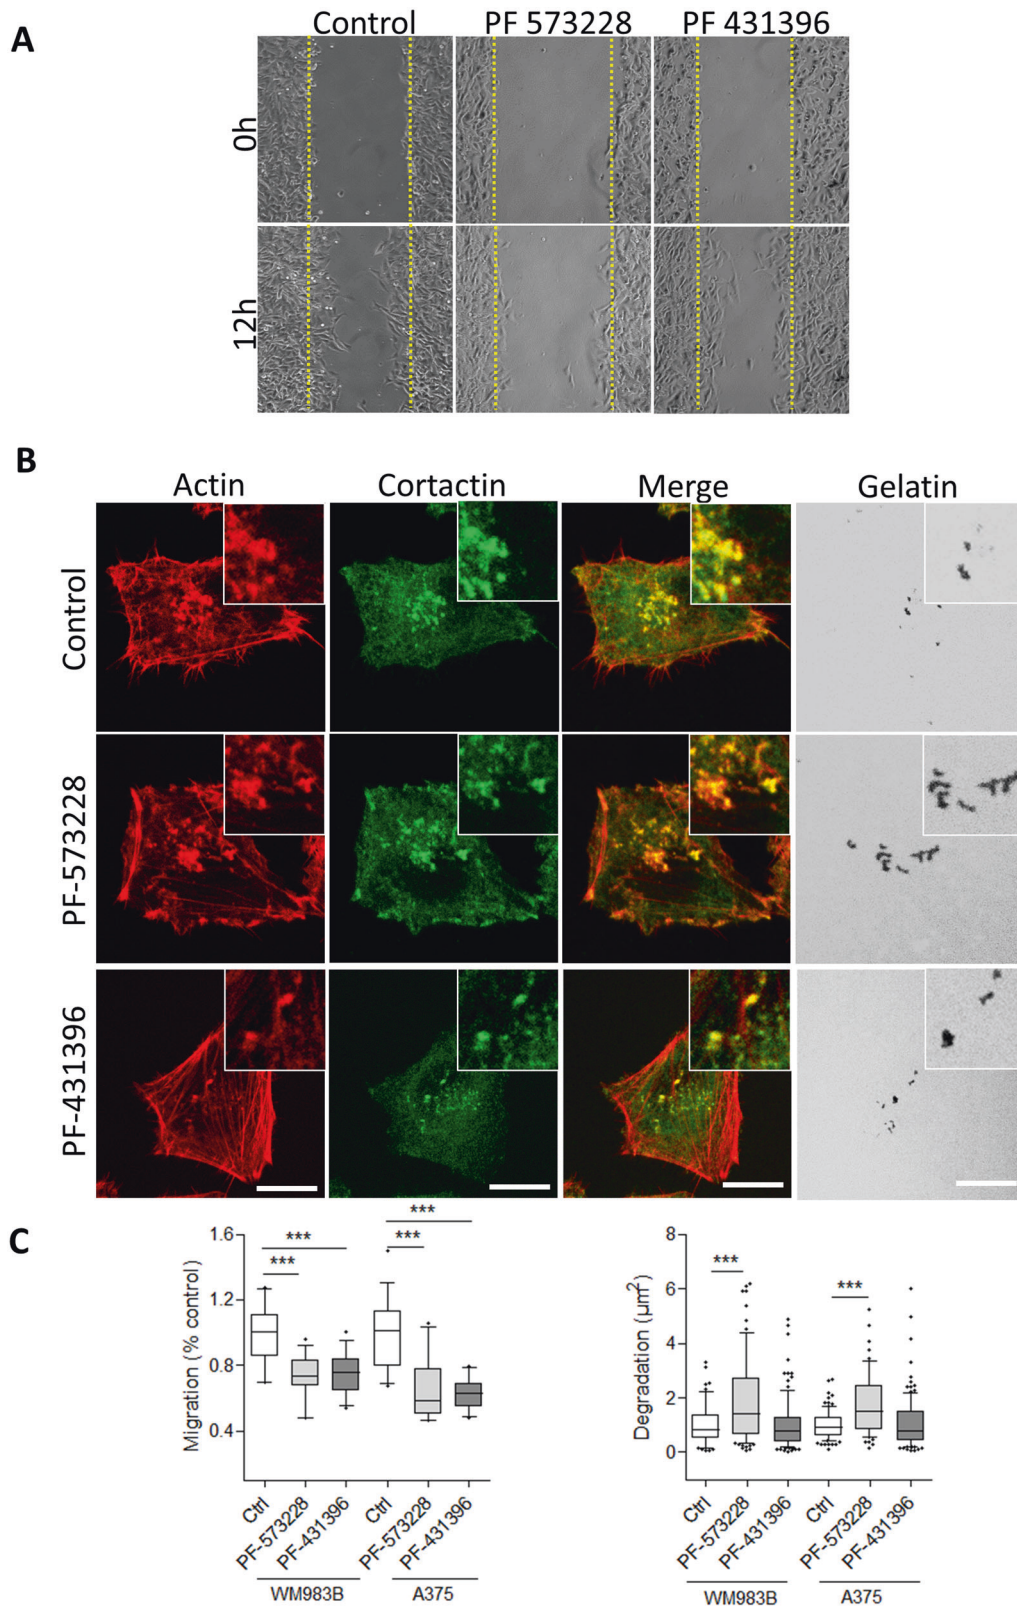 A
Control PF 573228 PF 431396
0h
12h
B
Actin Cortactin Merge Gelatin
Control
PF-573228
PF-431396
C
Migration (% control)
1.6
1.2
0.8
0.4
*** *** *** ***
Ctrl PF-573228 PF-431396 Ctrl PF-573228 PF-431396
WM983B A375
Degradation (µm²)
8
6
4
2
0
*** ***
Ctrl PF-573228 PF-431396 Ctrl PF-573228 PF-431396
WM983B A375